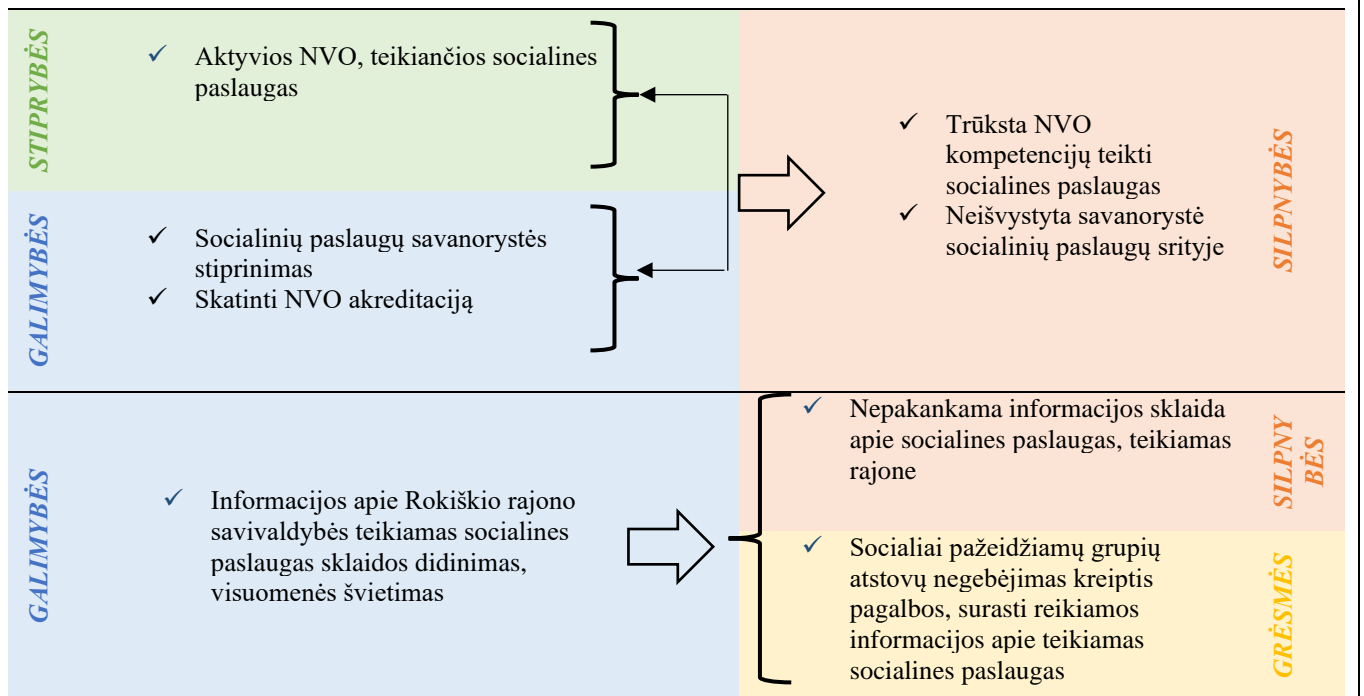 STIPRYBĖS
✓ Aktyvios NVO, teikiančios socialines
paslaugas
GALIMYBĖS
✓ Socialinių paslaugų savanorystės
stiprinimas
✓ Skatinti NVO akreditaciją
✓ Trūksta NVO
kompetencijų teikti
socialines paslaugas
✓ Neišvystyta savanorystė
socialinių paslaugų srityje
SILPNYBĖS
GALIMYBĖS
✓ Informacijos apie Rokiškio rajono
savivaldybės teikiamas socialines
paslaugas sklaidos didinimas,
visuomenės švietimas
✓ Nepakankama informacijos sklaida
apie socialines paslaugas, teikiamas
rajone
SILPNY
BĖS
✓ Socialiai pažeidžiamų grupių
atstovų negebėjimas kreiptis
pagalbos, surasti reikiamos
informacijos apie teikiamas
socialines paslaugas
GRĖSMĖS